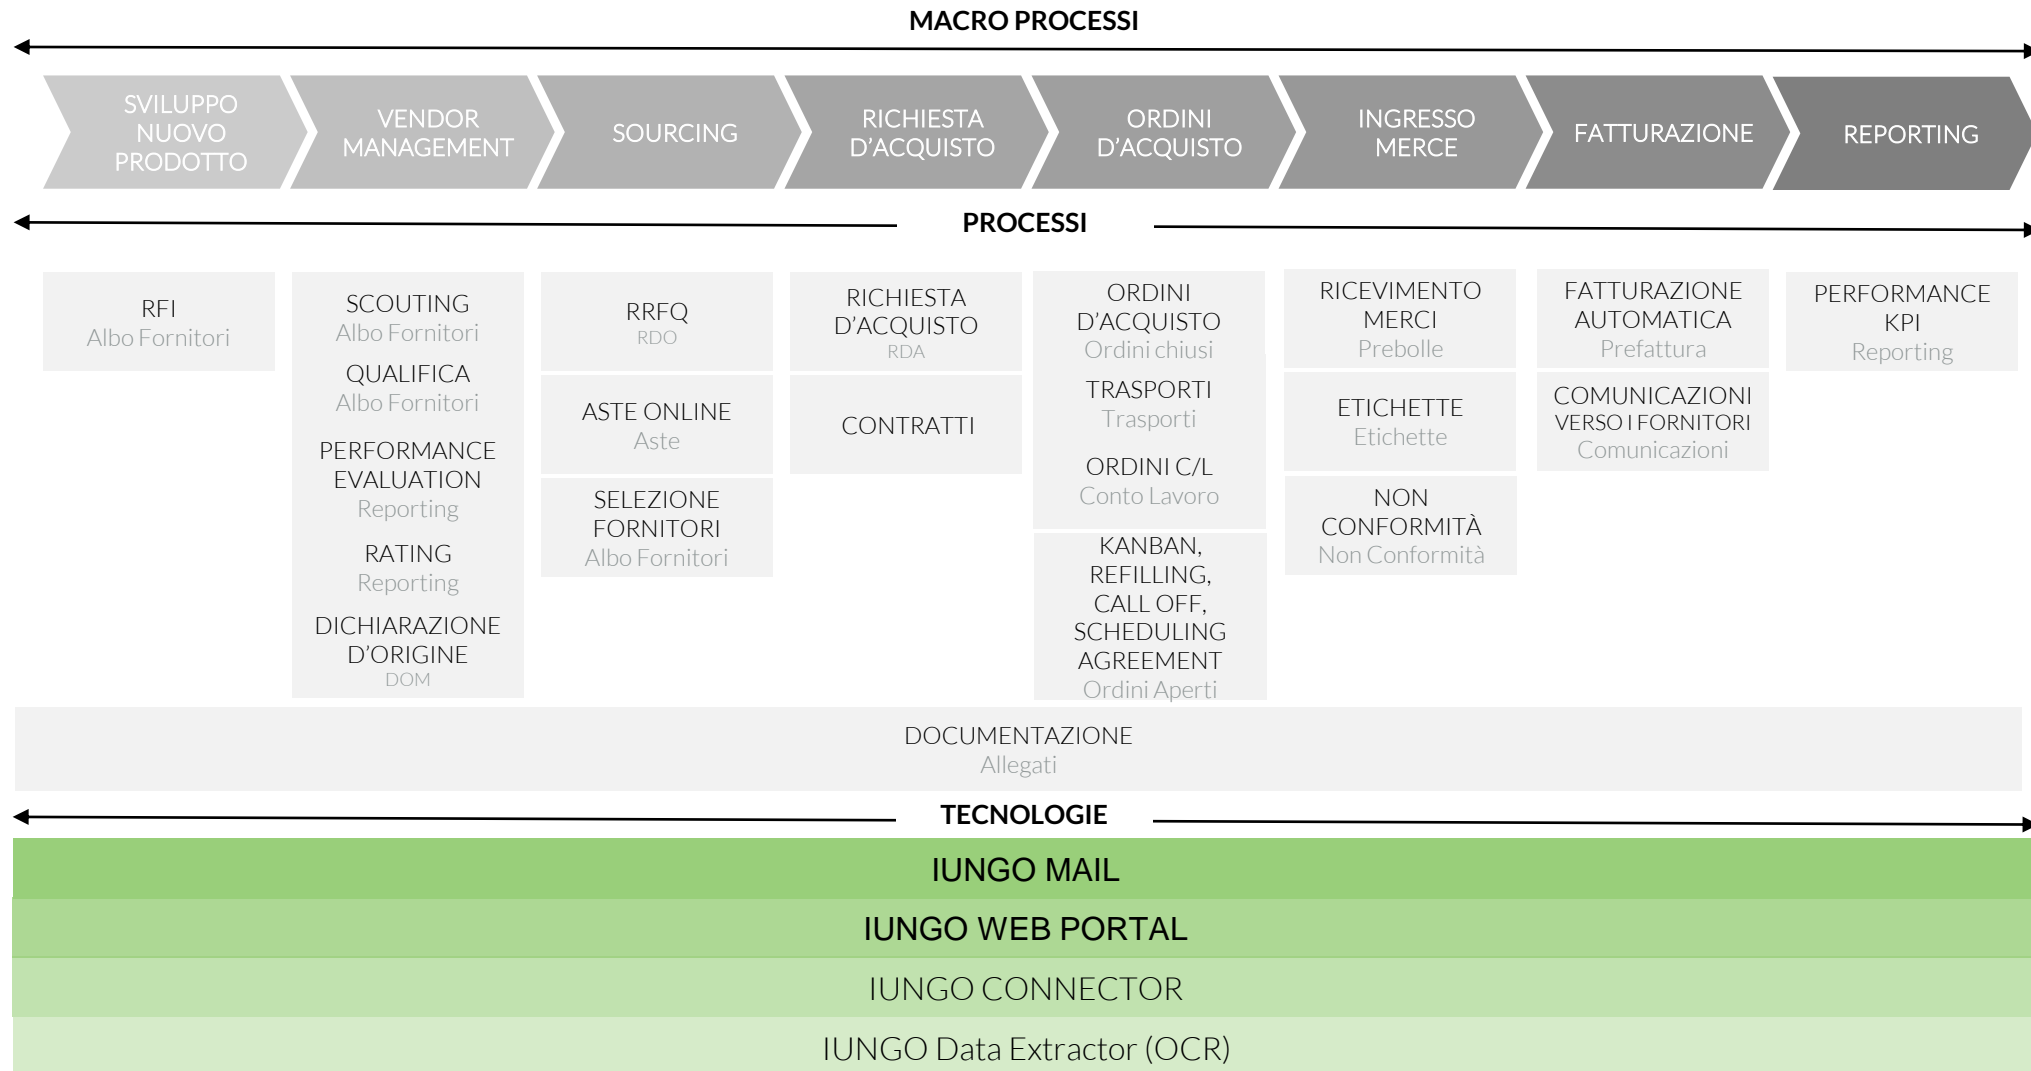 MACRO PROCESSI
SVILUPPO
NUOVO
PRODOTTO
VENDOR
MANAGEMENT
SOURCING
RICHIESTA
D’ACQUISTO
ORDINI
D’ACQUISTO
INGRESSO
MERCE
FATTURAZIONE
REPORTING
PROCESSI
RFI
Albo Fornitori
SCOUTING
Albo Fornitori
QUALIFICA
Albo Fornitori
PERFORMANCE
EVALUATION
Reporting
RATING
Reporting
DICHIARAZIONE
D’ORIGINE
DOM
RRFQ
RDO
ASTE ONLINE
Aste
SELEZIONE
FORNITORI
Albo Fornitori
RICHIESTA
D’ACQUISTO
RDA
CONTRATTI
ORDINI
D’ACQUISTO
Ordini chiusi
TRASPORTI
Trasporti
ORDINI C/L
Conto Lavoro
KANBAN,
REFILLING,
CALL OFF,
SCHEDULING
AGREEMENT
Ordini Aperti
RICEVIMENTO
MERCI
Prebolle
ETICHETTE
Etichette
NON
CONFORMITÀ
Non Conformità
FATTURAZIONE
AUTOMATICA
Prefattura
COMUNICAZIONI
VERSO I FORNITORI
Comunicazioni
PERFORMANCE
KPI
Reporting
DOCUMENTAZIONE
Allegati
TECNOLOGIE
IUNGO MAIL
IUNGO WEB PORTAL
IUNGO CONNECTOR
IUNGO Data Extractor (OCR)